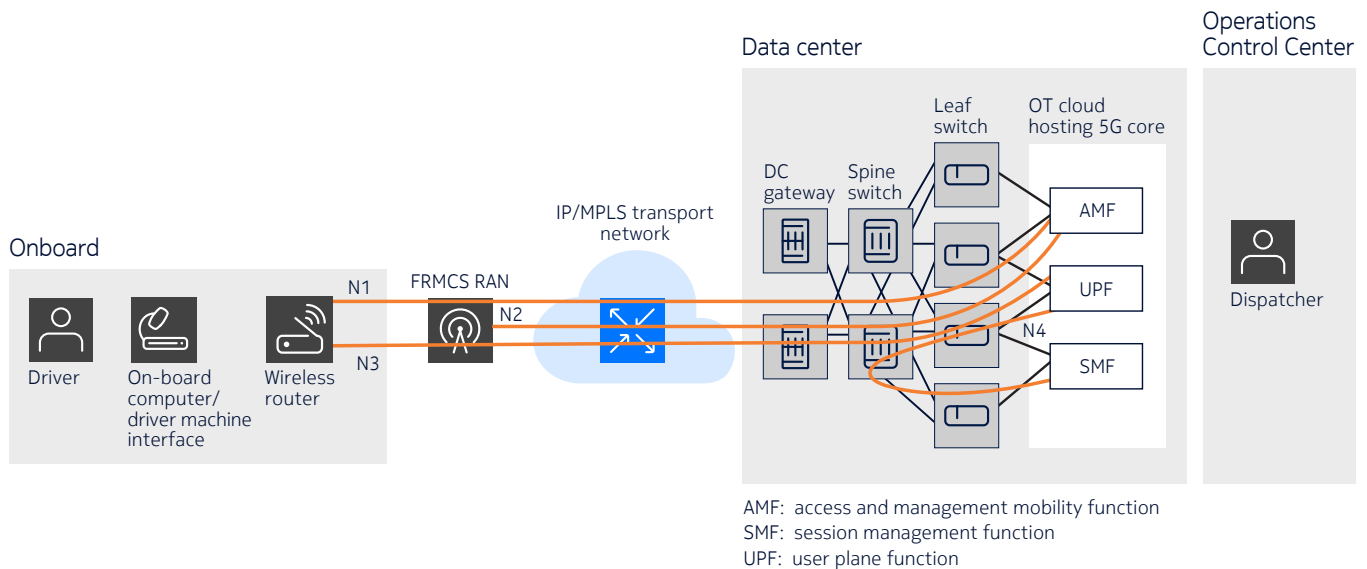 Operations
Control Center
Data center
Leaf
switch
OT cloud
hosting 5G core
DC
gateway
Spine
switch
IP/MPLS transport
network
AMF
Onboard
N1
FRMCS RAN
UPF
Dispatcher
N2
N4
N3
SMF
Driver
On-board
computer/
driver machine
interface
Wireless
router
AMF: access and management mobility function
SMF: session management function
UPF: user plane function